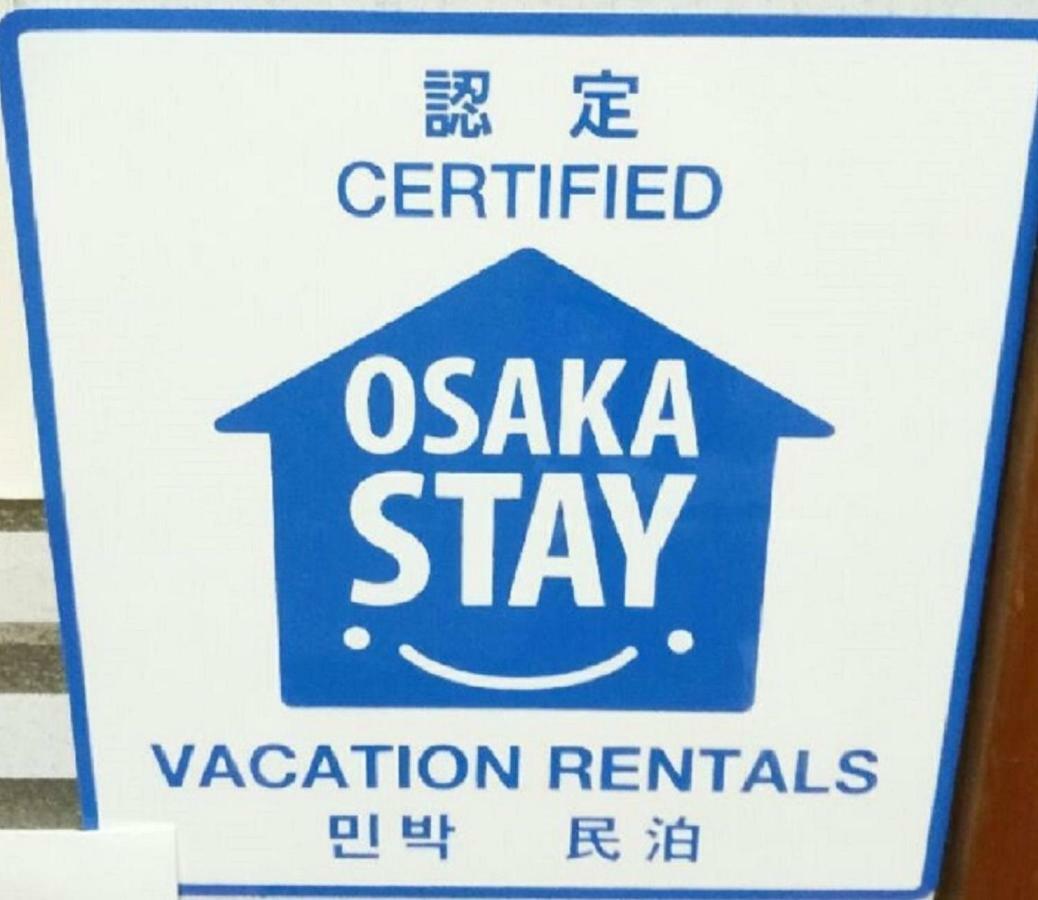 認 定
CERTIFIED
OSAKA
STAY
VACATION RENTALS
민박 民泊